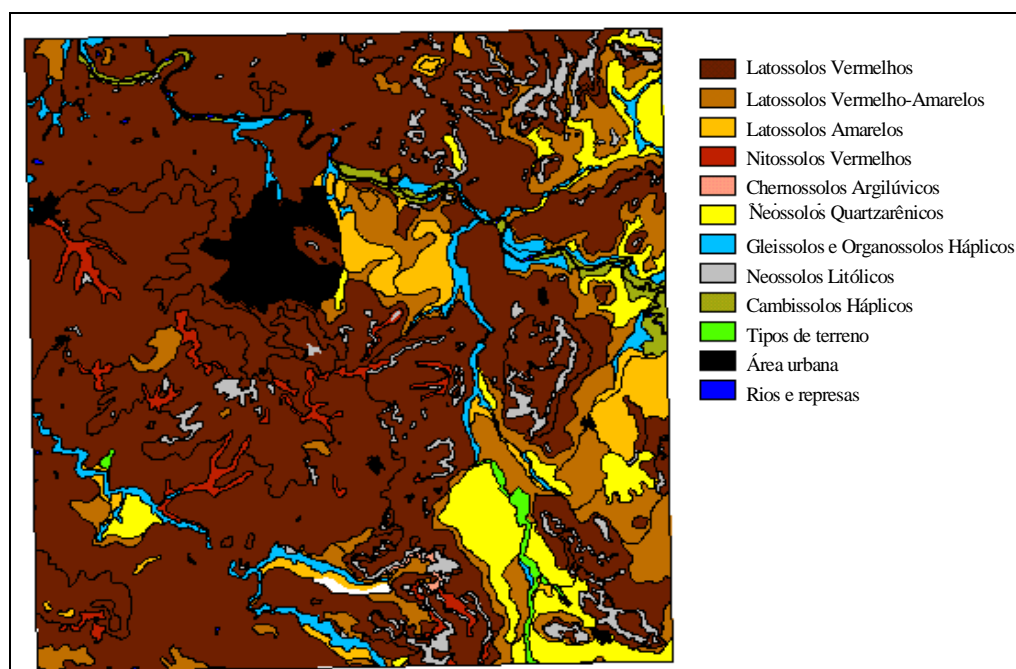 Latossolos Vermelhos
Latossolos Vermelho-Amarelos
Latossolos Amarelos
Nitossolos Vermelhos
Chernossolos Argilúvicos
Neossolos Quartzarênicos
Gleissolos e Organossolos Háplicos
Neossolos Litólicos
Cambissolos Háplicos
Tipos de terreno
Área urbana
Rios e represas